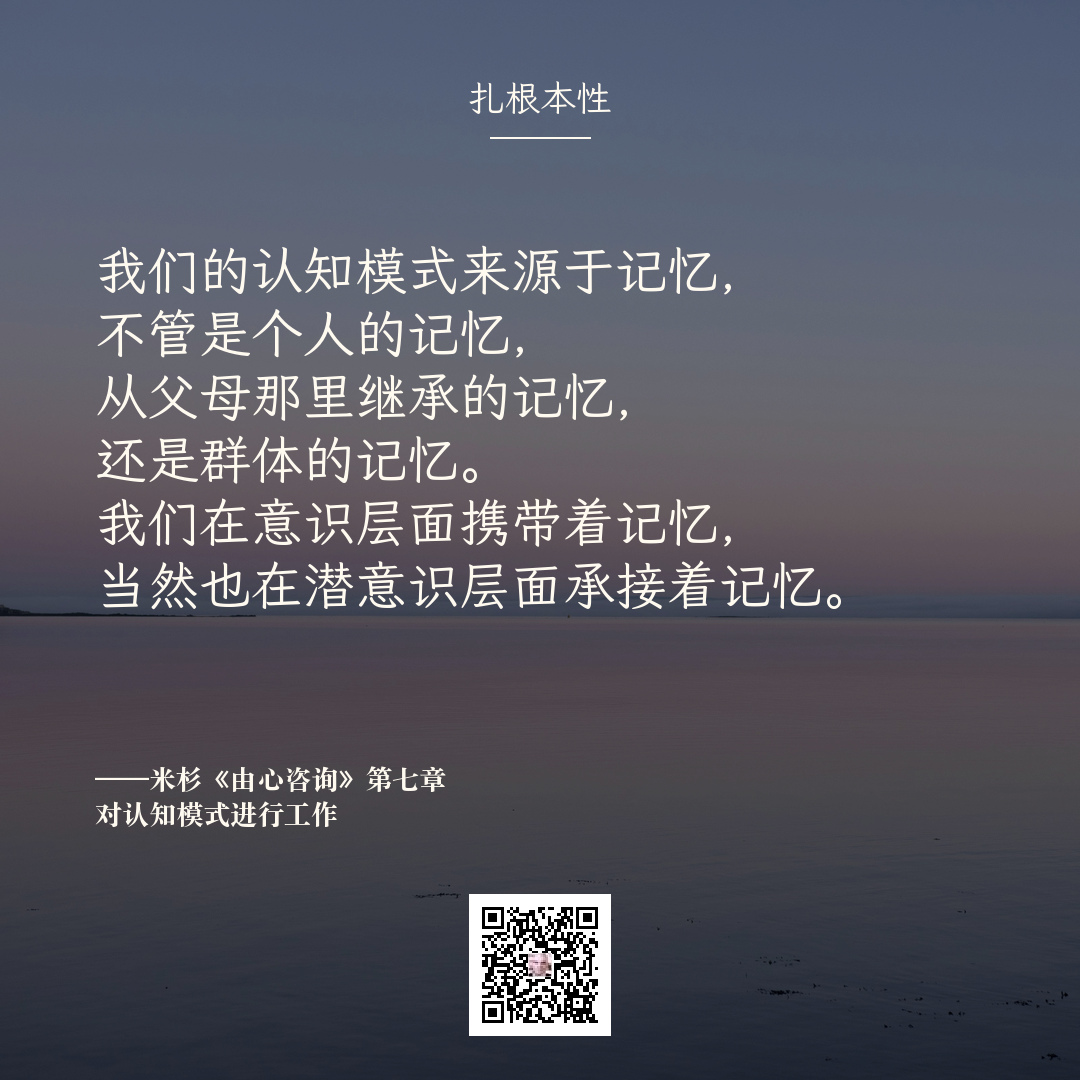 扎根本性
我们的认知模式来源于记忆,
不管是个人的记忆,
从父母那里继承的记忆,
还是群体的记忆。
我们在意识层面携带着记忆,
当然也在潜意识层面承接着记忆。
——米杉《由心咨询》第七章
对认知模式进行工作